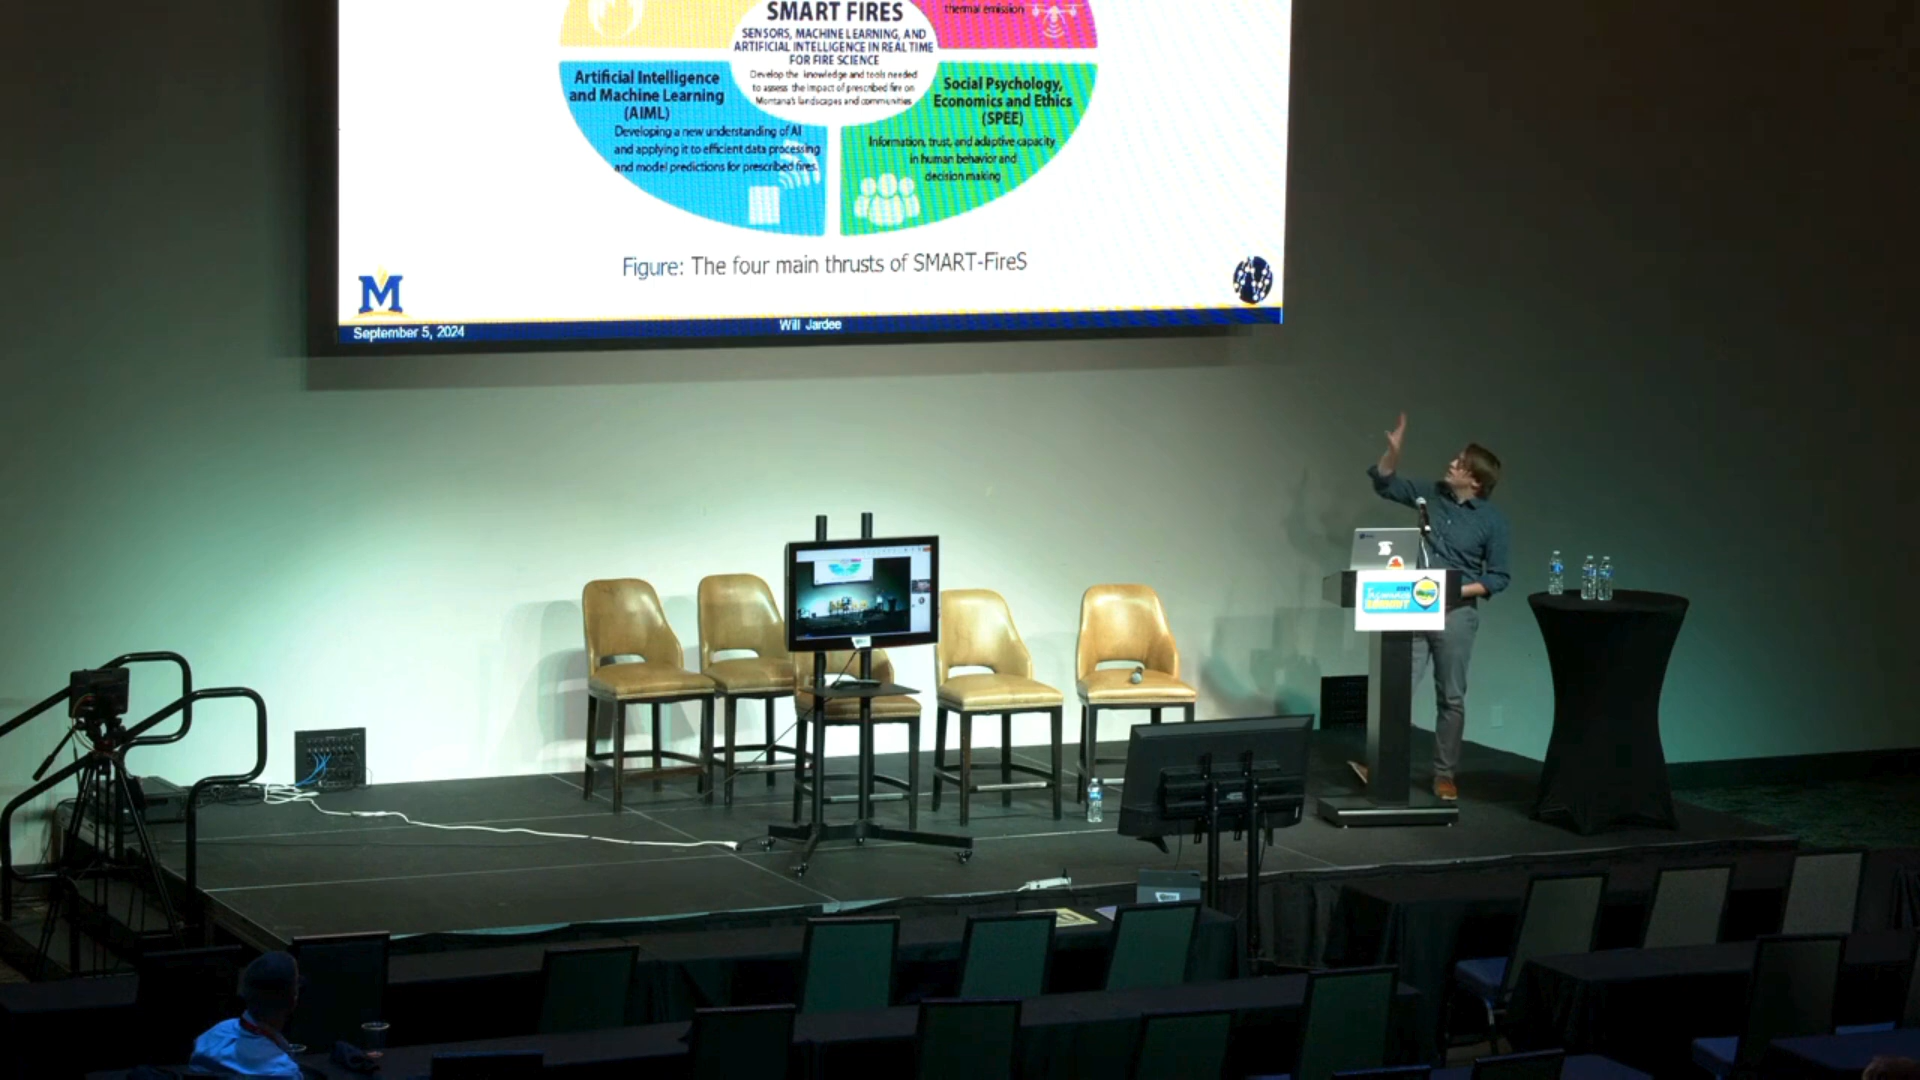 thermal emission
SMART FIRES
SENSORS, MACHINE LEARNING, AND
ARTIFICIAL INTELLIGENCE IN REAL TIME
FOR FIRE SCIENCE
Develop the knowledge and tools needed
to assess the impact of prescribed fire on
Montana's landscapes and communities
Artificial Intelligence
and Machine Learning
(AIML)
Developing a new understanding of AI
and applying it to efficient data processing
and model predictions for prescribed fires.
Social Psychology,
Economics and Ethics
(SPEE)
Information, trust, and adaptive capacity
in human behavior and
decision making
Figure: The four main thrusts of SMART-FireS
M
September 5, 2024
Will Jardee
SUMMIT